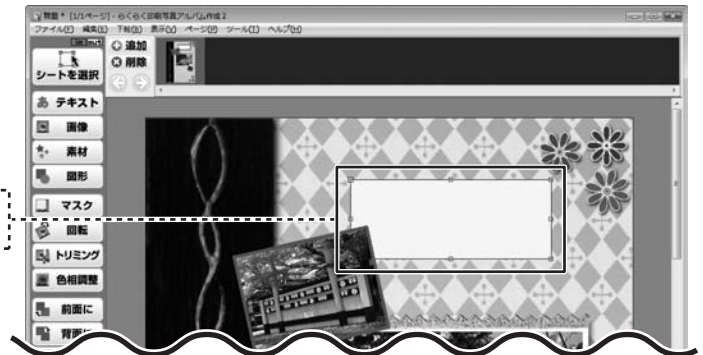 無題 * [1/1ページ] - らくらく印刷写真アルバム作成2
ファイル(F) 編集(E) 下絵(B) 表示(V) ページ(P) ツール(T) ヘルプ(H)
追加
削除
シートを選択
テキスト
画像
素材
図形
マスク
回転
トリミング
色相調整
前面に
背面に